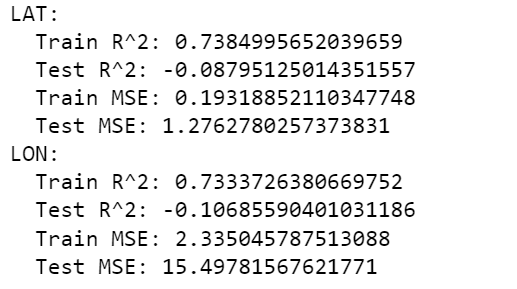 LAT:
Train R^2: 0.7384995652039659
Test R^2: -0.08795125014351557
Train MSE: 0.19318852110347748
Test MSE: 1.2762780257373831
LON:
Train R^2: 0.7333726380669752
Test R^2: -0.10685590401031186
Train MSE: 2.335045787513088
Test MSE: 15.49781567621771